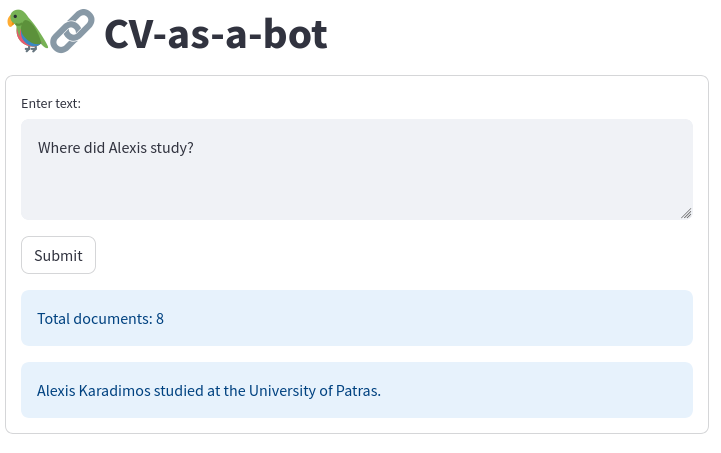 🦜🔗 CV-as-a-bot
Enter text:
Where did Alexis study?
Submit
Total documents: 8
Alexis Karadimos studied at the University of Patras.